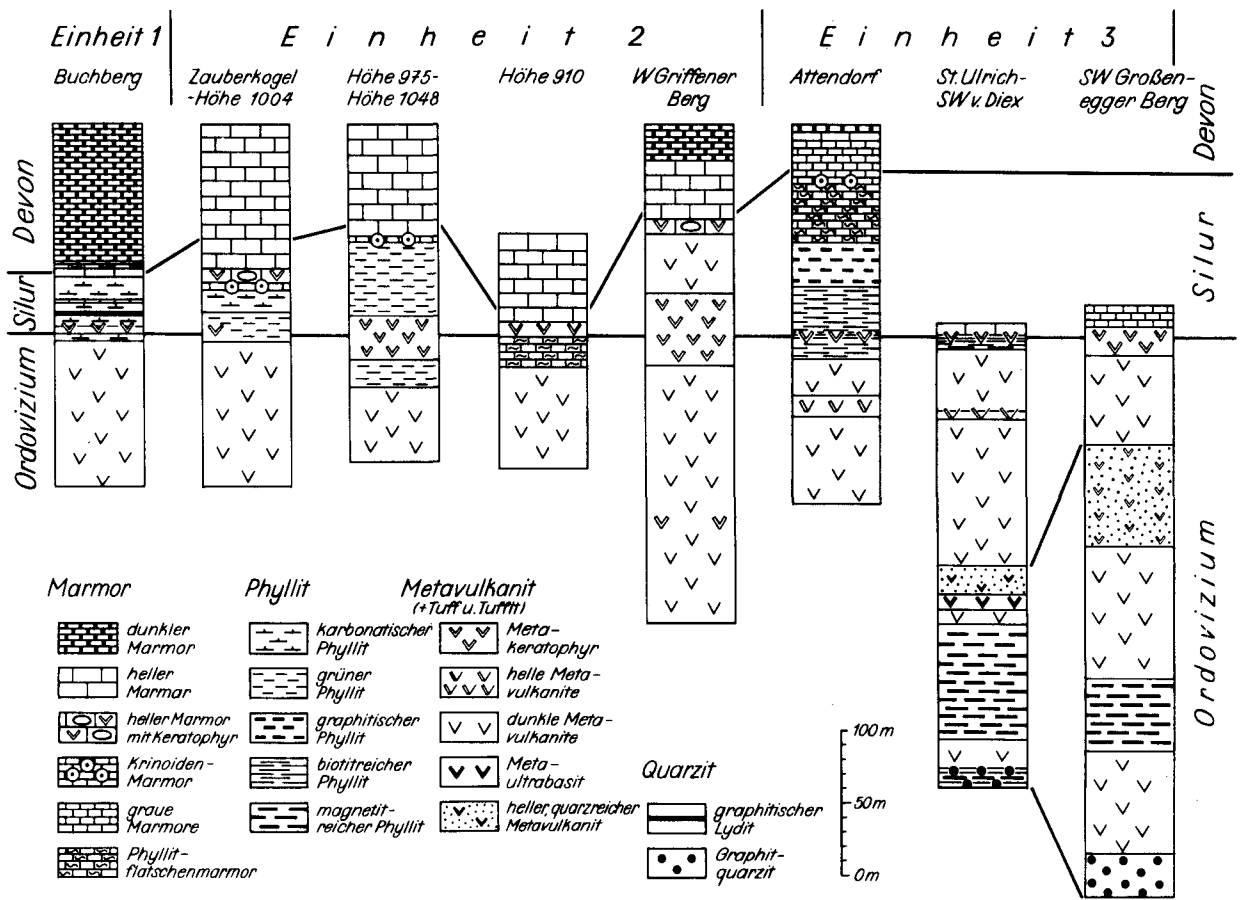 Einheit 1
Einheit 2
Einheit 3
Buchberg
Zauberkogel
-Höhe 1004
Höhe 975-
Höhe 1048
Höhe 910
W Griffener
Berg
Attendorf
St. Ulrich-
SW v. Diex
SW Großen-
egger Berg
Devon
Silur
Ordovizium
Devon
Silur
Ordovizium
Marmor
dunkler
Marmor
heller
Marmar
heller Marmor
mit Keratophyr
Krinoiden-
Marmor
graue
Marmore
Phyllit-
flatschenmarmor
Phyllit
karbonatischer
Phyllit
grüner
Phyllit
graphitischer
Phyllit
biotitreicher
Phyllit
magnetit-
reicher Phyllit
Metavulkanit
(+Tuff u. Tuffit)
Meta-
keratophyr
helle Meta-
vulkanite
dunkle Meta-
vulkanite
Meta-
ultrabasit
heller, quarzreicher
Metavulkanit
Quarzit
graphitischer
Lydit
Graphit-
quarzit
100 m
50 m
0 m